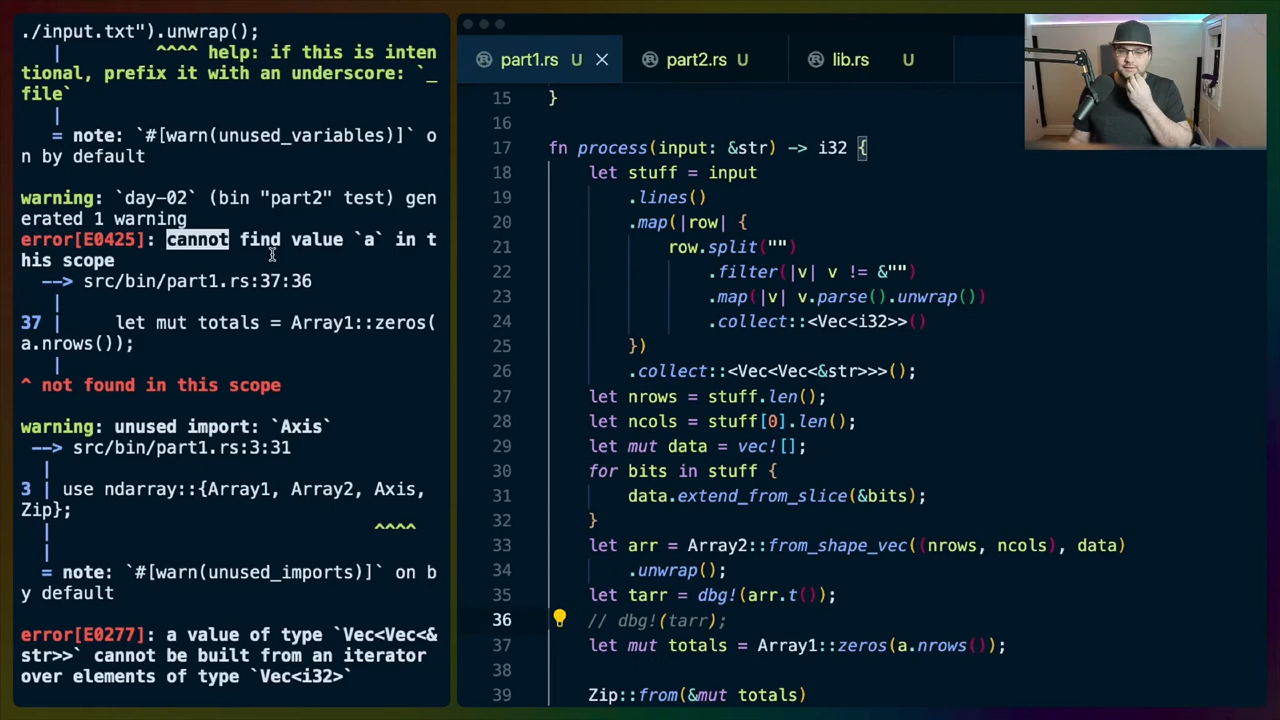 ./input.txt").unwrap();
| ^^^^ help: if this is inten
tional, prefix it with an underscore: `_
file`
|
= note: `#[warn(unused_variables)]` o
n by default
warning: `day-02` (bin "part2" test) gen
erated 1 warning
error[E0425]: cannot find value `a` in t
his scope
--> src/bin/part1.rs:37:36
|
37 | let mut totals = Array1::zeros(
a.nrows());
|
^ not found in this scope
warning: unused import: `Axis`
--> src/bin/part1.rs:3:31
|
3 | use ndarray::{Array1, Array2, Axis,
Zip};
| ^^^^
|
= note: `#[warn(unused_imports)]` on b
y default
error[E0277]: a value of type `Vec<Vec<&
str>>` cannot be built from an iterator
over elements of type `Vec<i32>`
part1.rs U × part2.rs U lib.rs U
15 }
16
17 fn process(input: &str) -> i32 {
18 let stuff = input
19 .lines()
20 .map(|row| {
21 row.split("")
22 .filter(|v| v != &"")
23 .map(|v| v.parse().unwrap())
24 .collect::<Vec<i32>>()
25 })
26 .collect::<Vec<Vec<&str>>>();
27 let nrows = stuff.len();
28 let ncols = stuff[0].len();
29 let mut data = vec![];
30 for bits in stuff {
31 data.extend_from_slice(&bits);
32 }
33 let arr = Array2::from_shape_vec((nrows, ncols), data)
34 .unwrap();
35 let tarr = dbg!(arr.t());
36 // dbg!(tarr);
37 let mut totals = Array1::zeros(a.nrows());
38
39 Zip::from(&mut totals)